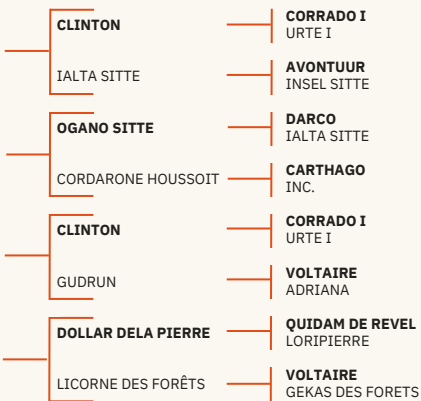 CLINTON
CORRADO I
URTE I
IALTA SITTE
AVONTUUR
INSEL SITTE
OGANO SITTE
DARCO
IALTA SITTE
CORDARONE HOUSSOIT
CARTHAGO
INC.
CLINTON
CORRADO I
URTE I
GUDRUN
VOLTAIRE
ADRIANA
DOLLAR DELA PIERRE
QUIDAM DE REVEL
LORIPIERRE
LICORNE DES FORÊTS
VOLTAIRE
GEKAS DES FORETS